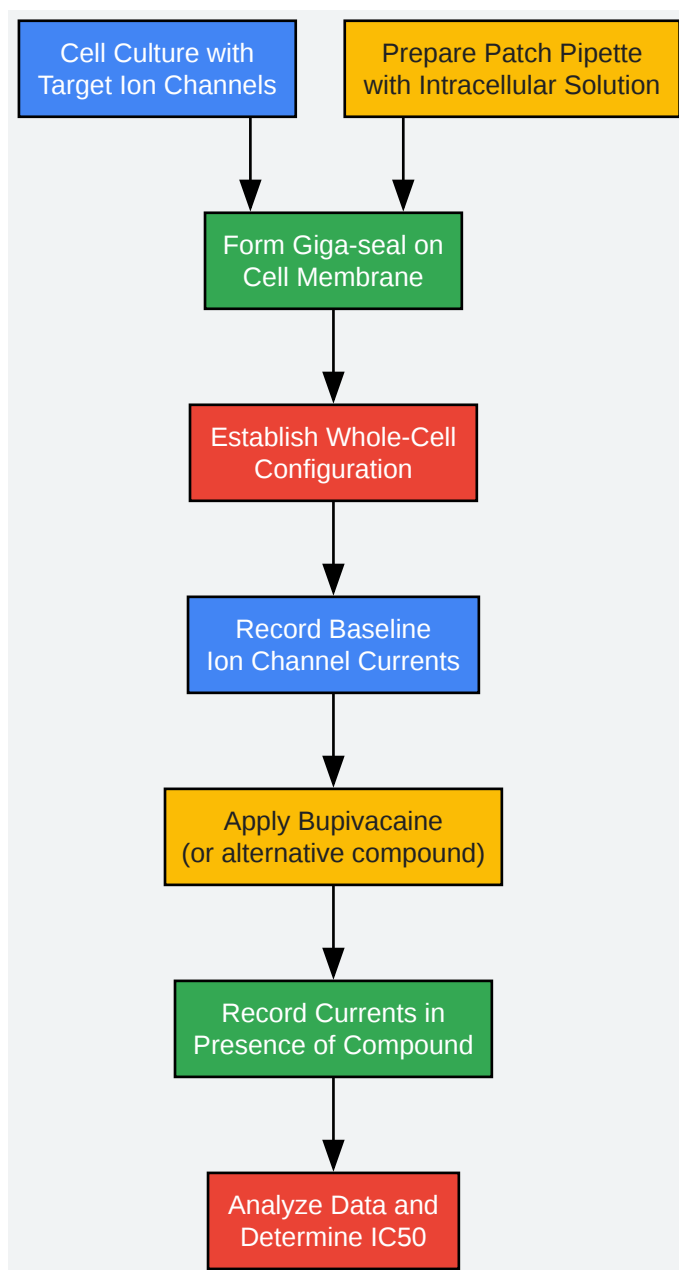 Cell Culture with
Target Ion Channels
Prepare Patch Pipette
with Intracellular Solution
Form Giga-seal on
Cell Membrane
Establish Whole-Cell
Configuration
Record Baseline
Ion Channel Currents
Apply Bupivacaine
(or alternative compound)
Record Currents in
Presence of Compound
Analyze Data and
Determine IC50